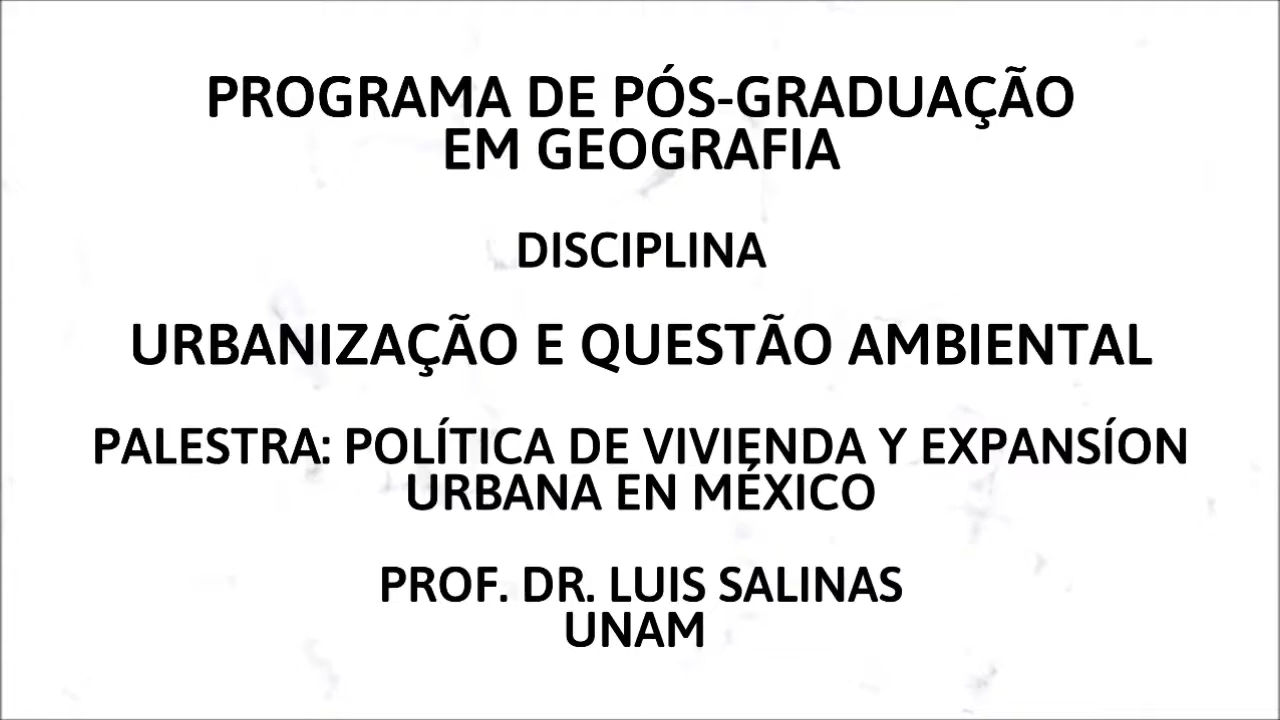 PROGRAMA DE PÓS-GRADUAÇÃO
EM GEOGRAFIA
DISCIPLINA
URBANIZAÇÃO E QUESTÃO AMBIENTAL
PALESTRA: POLÍTICA DE VIVIENDA Y EXPANSÍON
URBANA EN MÉXICO
PROF. DR. LUIS SALINAS
UNAM